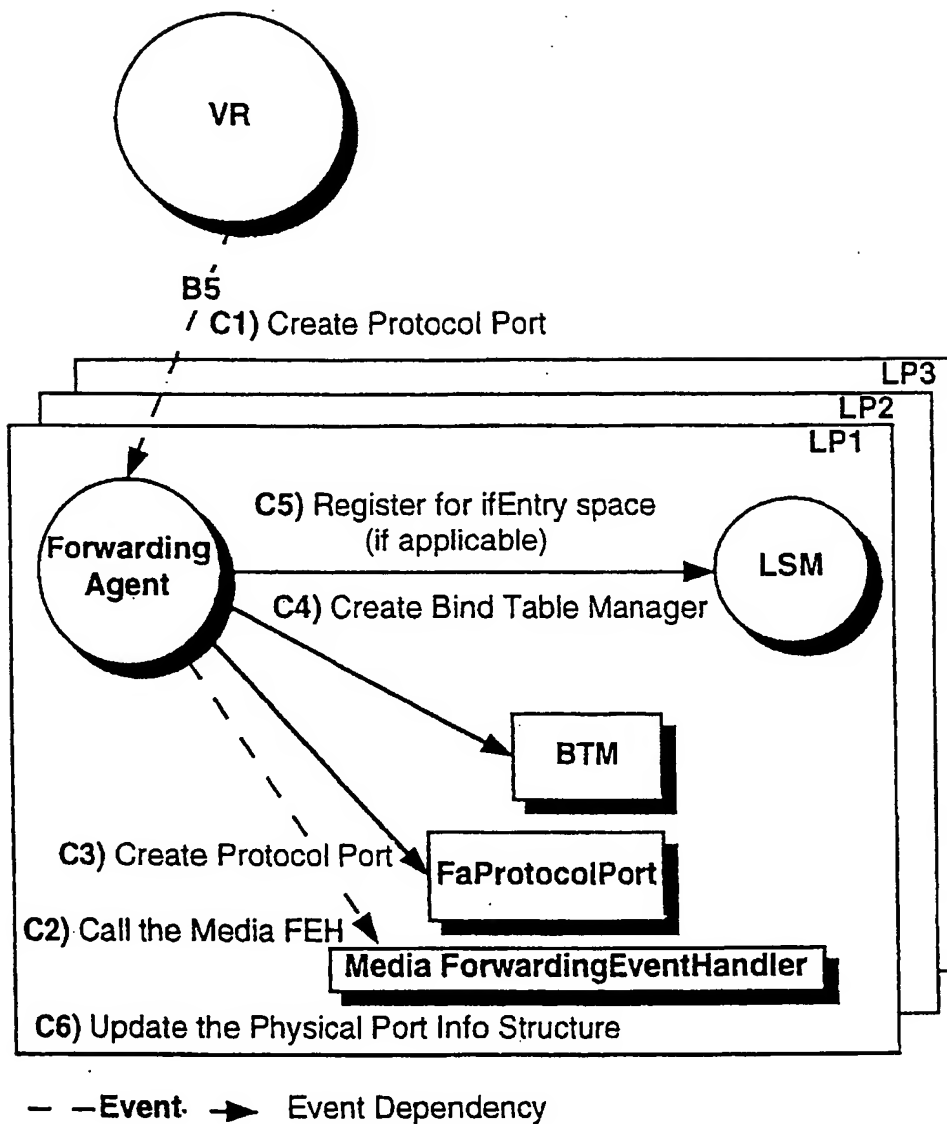 VR
B5
C1) Create Protocol Port
LP3
LP2
LP1
C5) Register for ifEntry space
(if applicable)
Forwarding
Agent
LSM
C4) Create Bind Table Manager
BTM
C3) Create Protocol Port
FaProtocolPort
C2) Call the Media FEH
Media ForwardingEventHandler
C6) Update the Physical Port Info Structure
Event
Event Dependency